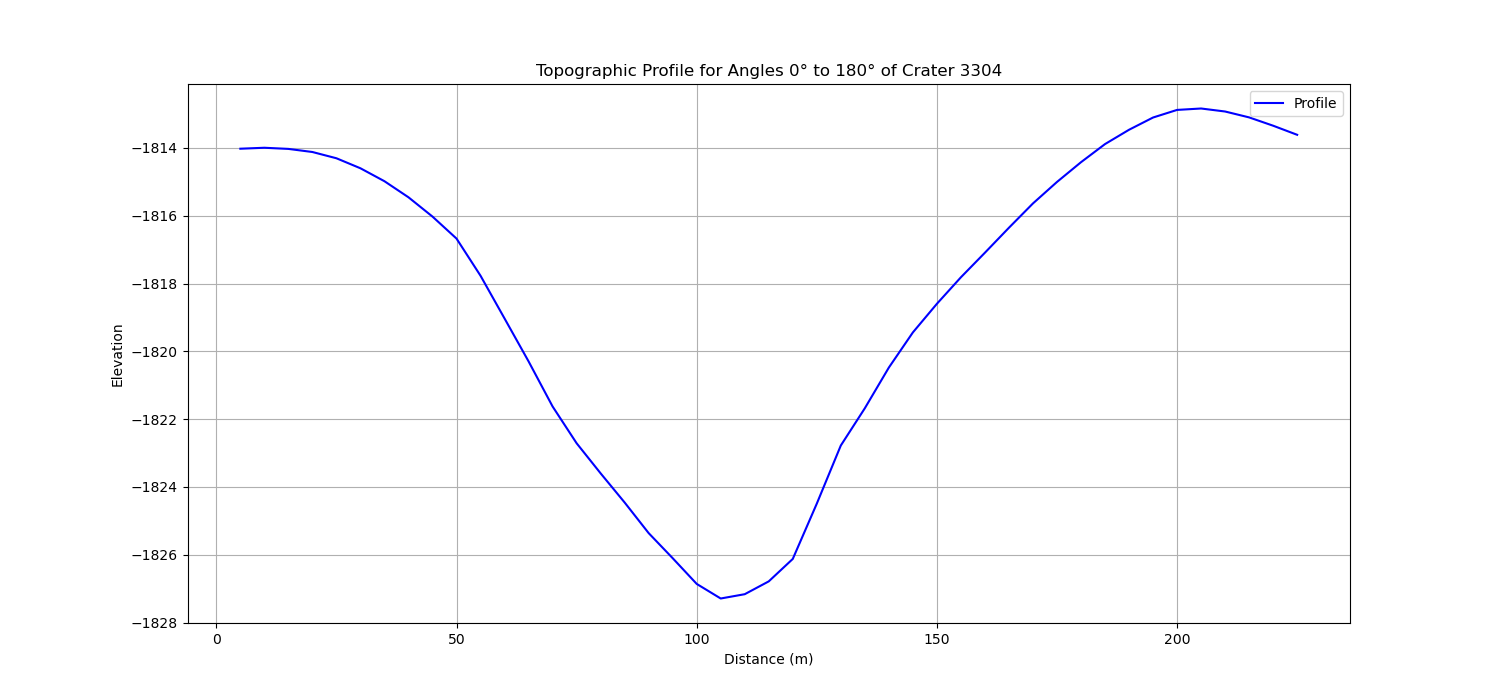 Topographic Profile for Angles 0° to 180° of Crater 3304
Profile
Elevation
−1814
−1816
−1818
−1820
−1822
−1824
−1826
−1828
0 50 100 150 200
Distance (m)